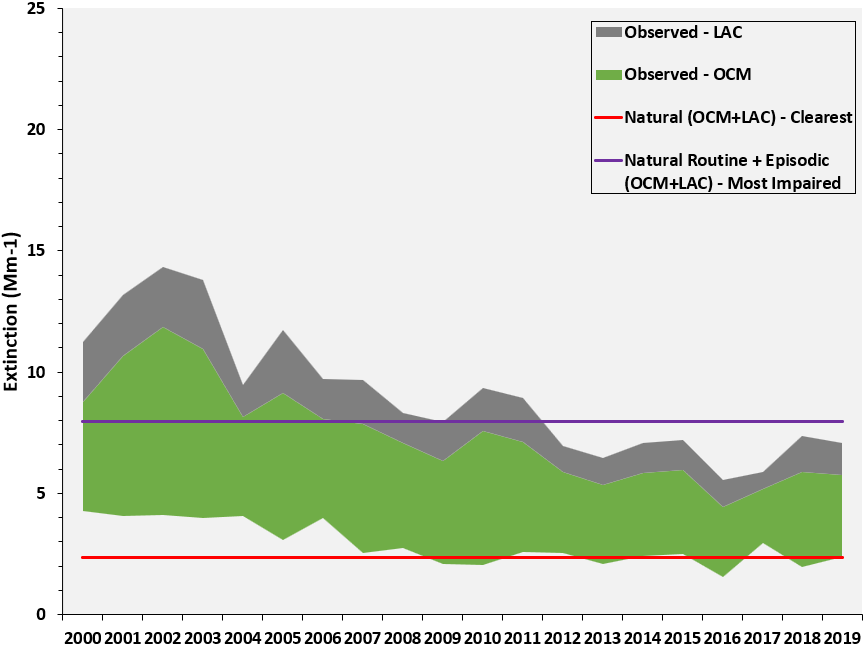 25
20
15
10
5
0
Extinction (Mm-1)
Observed - LAC
Observed - OCM
Natural (OCM+LAC) - Clearest
Natural Routine + Episodic
(OCM+LAC) - Most Impaired
2000 2001 2002 2003 2004 2005 2006 2007 2008 2009 2010 2011 2012 2013 2014 2015 2016 2017 2018 2019